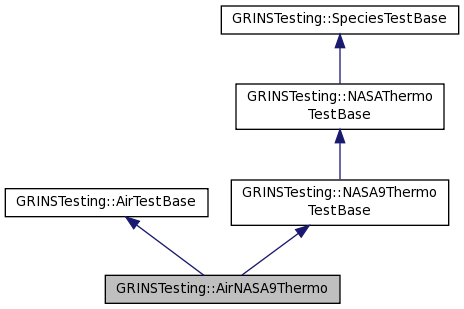 GRINSTesting::SpeciesTestBase
GRINSTesting::NASAThermo
TestBase
GRINSTesting::NASA9Thermo
TestBase
GRINSTesting::AirTestBase
GRINSTesting::AirNASA9Thermo